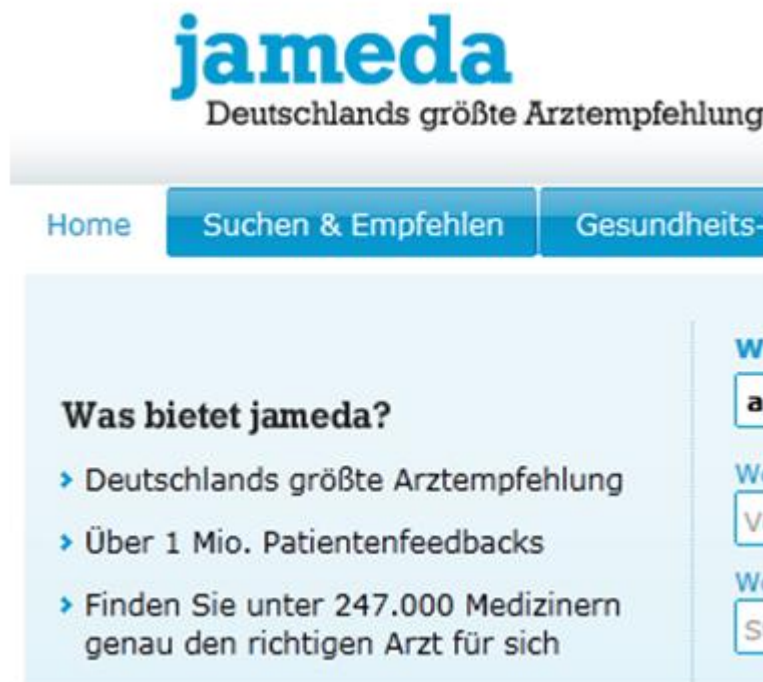 jameda
Deutschlands größte Arztempfehlung
Home
Suchen & Empfehlen
Gesundheits-
Was bietet jameda?
Deutschlands größte Arztempfehlung
Über 1 Mio. Patientenfeedbacks
Finden Sie unter 247.000 Medizinern
genau den richtigen Arzt für sich